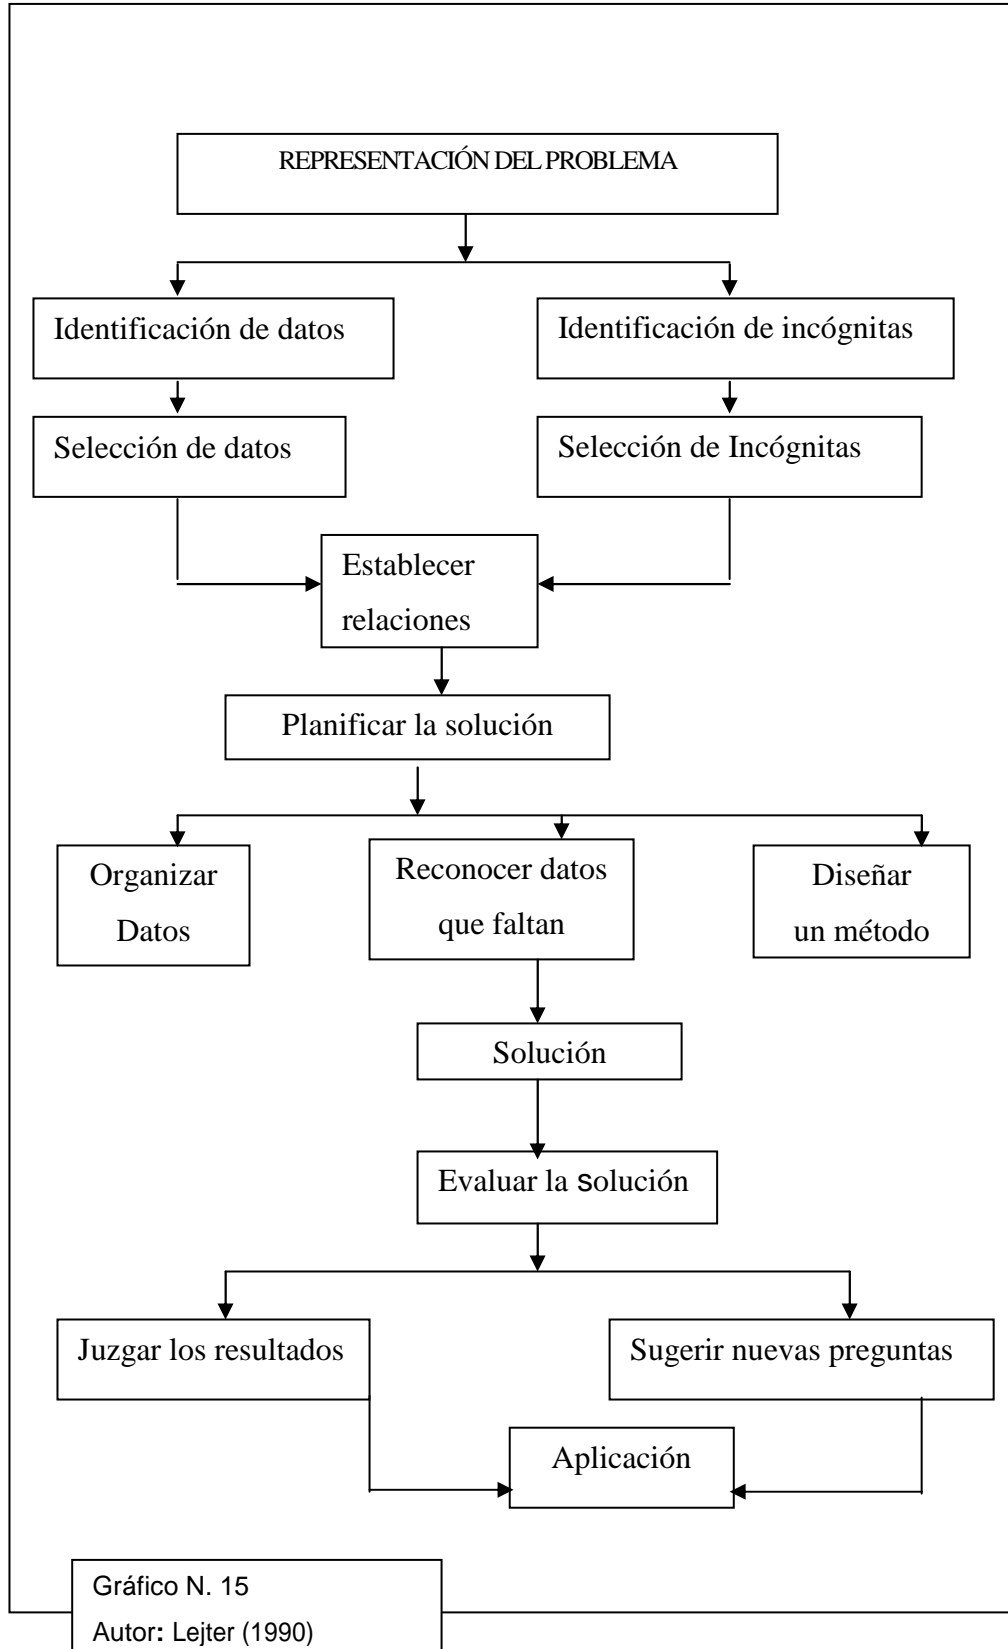 REPRESENTACIÓN DEL PROBLEMA
Identificación de datos
Identificación de incógnitas
Selección de datos
Selección de Incógnitas
Establecer
relaciones
Planificar la solución
Organizar
Datos
Reconocer datos
que faltan
Diseñar
un método
Solución
Evaluar la solución
Juzgar los resultados
Sugerir nuevas preguntas
Aplicación
Gráfico N. 15
Autor: Lejter (1990)